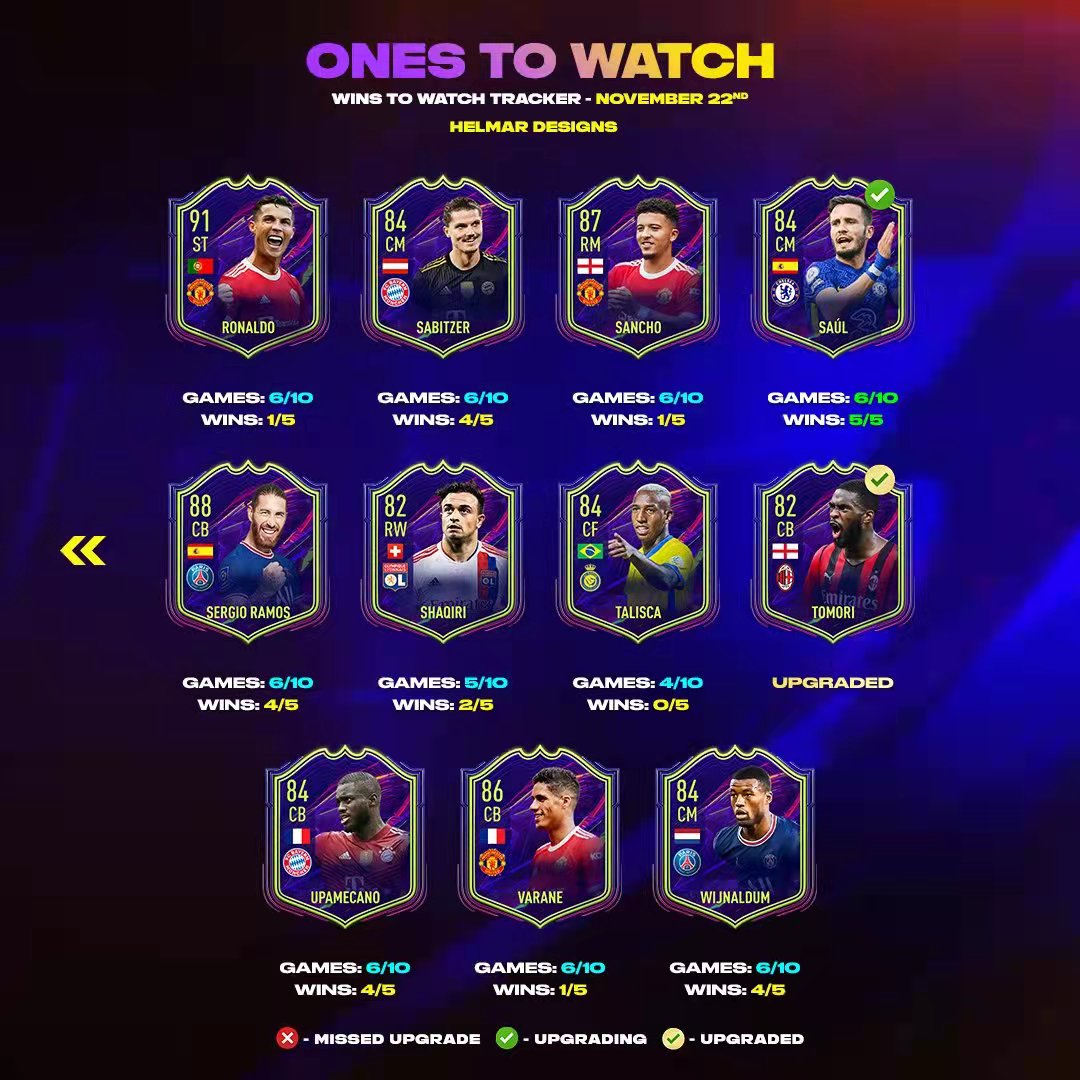 ONES TO WATCH
WINS TO WATCH TRACKER - NOVEMBER 22ND
HELMAR DESIGNS
91
ST
RONALDO
84
CM
SABITZER
87
RM
SANCHO
84
CM
SAÚL
GAMES: 6/10
WINS: 1/5
GAMES: 6/10
WINS: 4/5
GAMES: 6/10
WINS: 1/5
GAMES: 6/10
WINS: 5/5
88
CB
SERGIO RAMOS
82
RW
SHAQIRI
84
CF
TALISCA
82
CB
Emirates
TOMORI
GAMES: 6/10
WINS: 4/5
GAMES: 5/10
WINS: 2/5
GAMES: 4/10
WINS: 0/5
UPGRADED
84
CB
UPAMECANO
86
CB
VARANE
84
CM
WIJNALDUM
GAMES: 6/10
WINS: 4/5
GAMES: 6/10
WINS: 1/5
GAMES: 6/10
WINS: 4/5
- MISSED UPGRADE
- UPGRADING
- UPGRADED